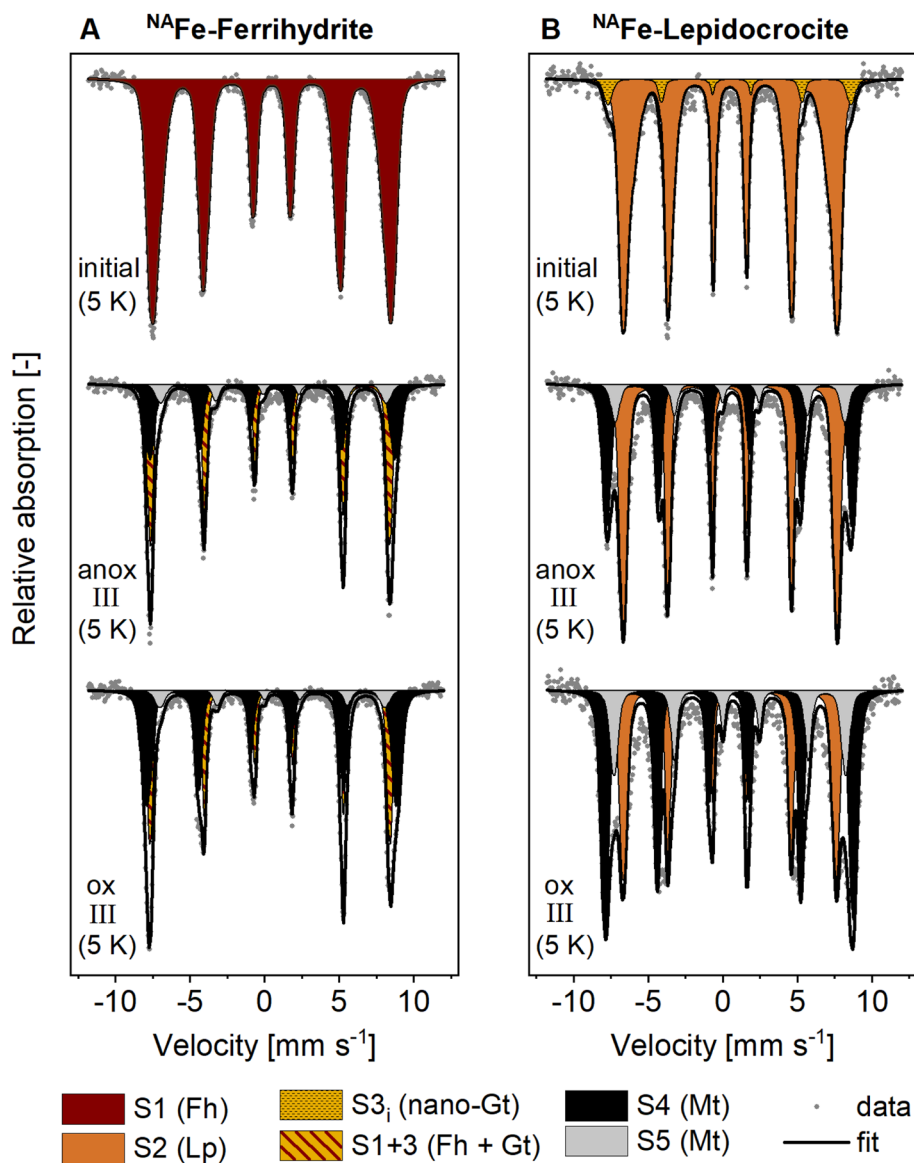 A ᴺᴬFe-Ferrihydrite
B ᴺᴬFe-Lepidocrocite
Relative absorption [-]
initial
(5 K)
anox
III
(5 K)
ox
III
(5 K)
initial
(5 K)
anox
III
(5 K)
ox
III
(5 K)
-10 -5 0 5 10
-10 -5 0 5 10
Velocity [mm s⁻¹]
Velocity [mm s⁻¹]
S1 (Fh)
S2 (Lp)
S3ᵢ (nano-Gt)
S1+3 (Fh + Gt)
S4 (Mt)
S5 (Mt)
data
fit